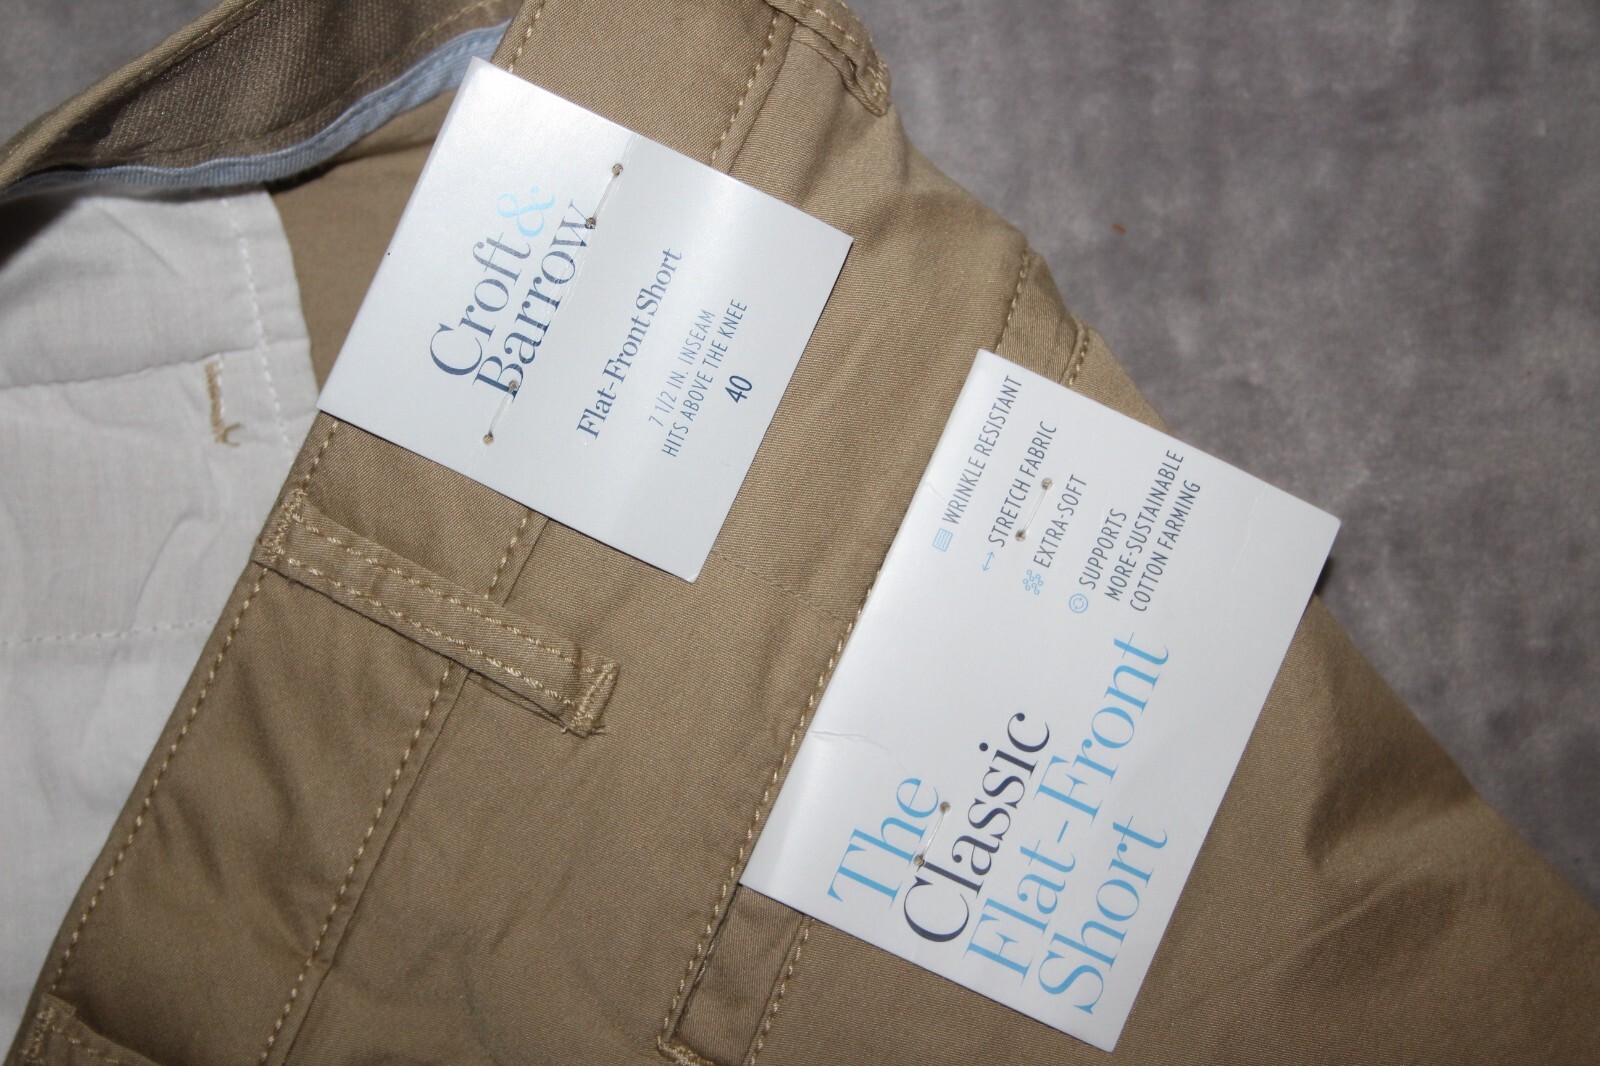 Croft &
Barrow
Flat-Front Short
7 1/2 IN. INSEAM
HITS ABOVE THE KNEE
40
WRINKLE RESISTANT
STRETCH FABRIC
EXTRA-SOFT
SUPPORTS
MORE-SUSTAINABLE
COTTON FARMING
The
Classic
Flat-Front
Short